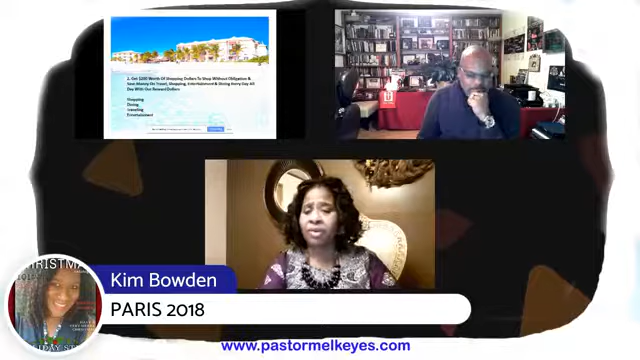 2. Get $200 Worth Of Shopping Dollars To Shop Without Obligation &
Save Money On Travel, Shopping, Entertainment & Dining Every Day All
Day With Our Reward Dollars
Shopping
Dining
Traveling
Entertainment
Kim Bowden
PARIS 2018
www.pastormelkeyes.com